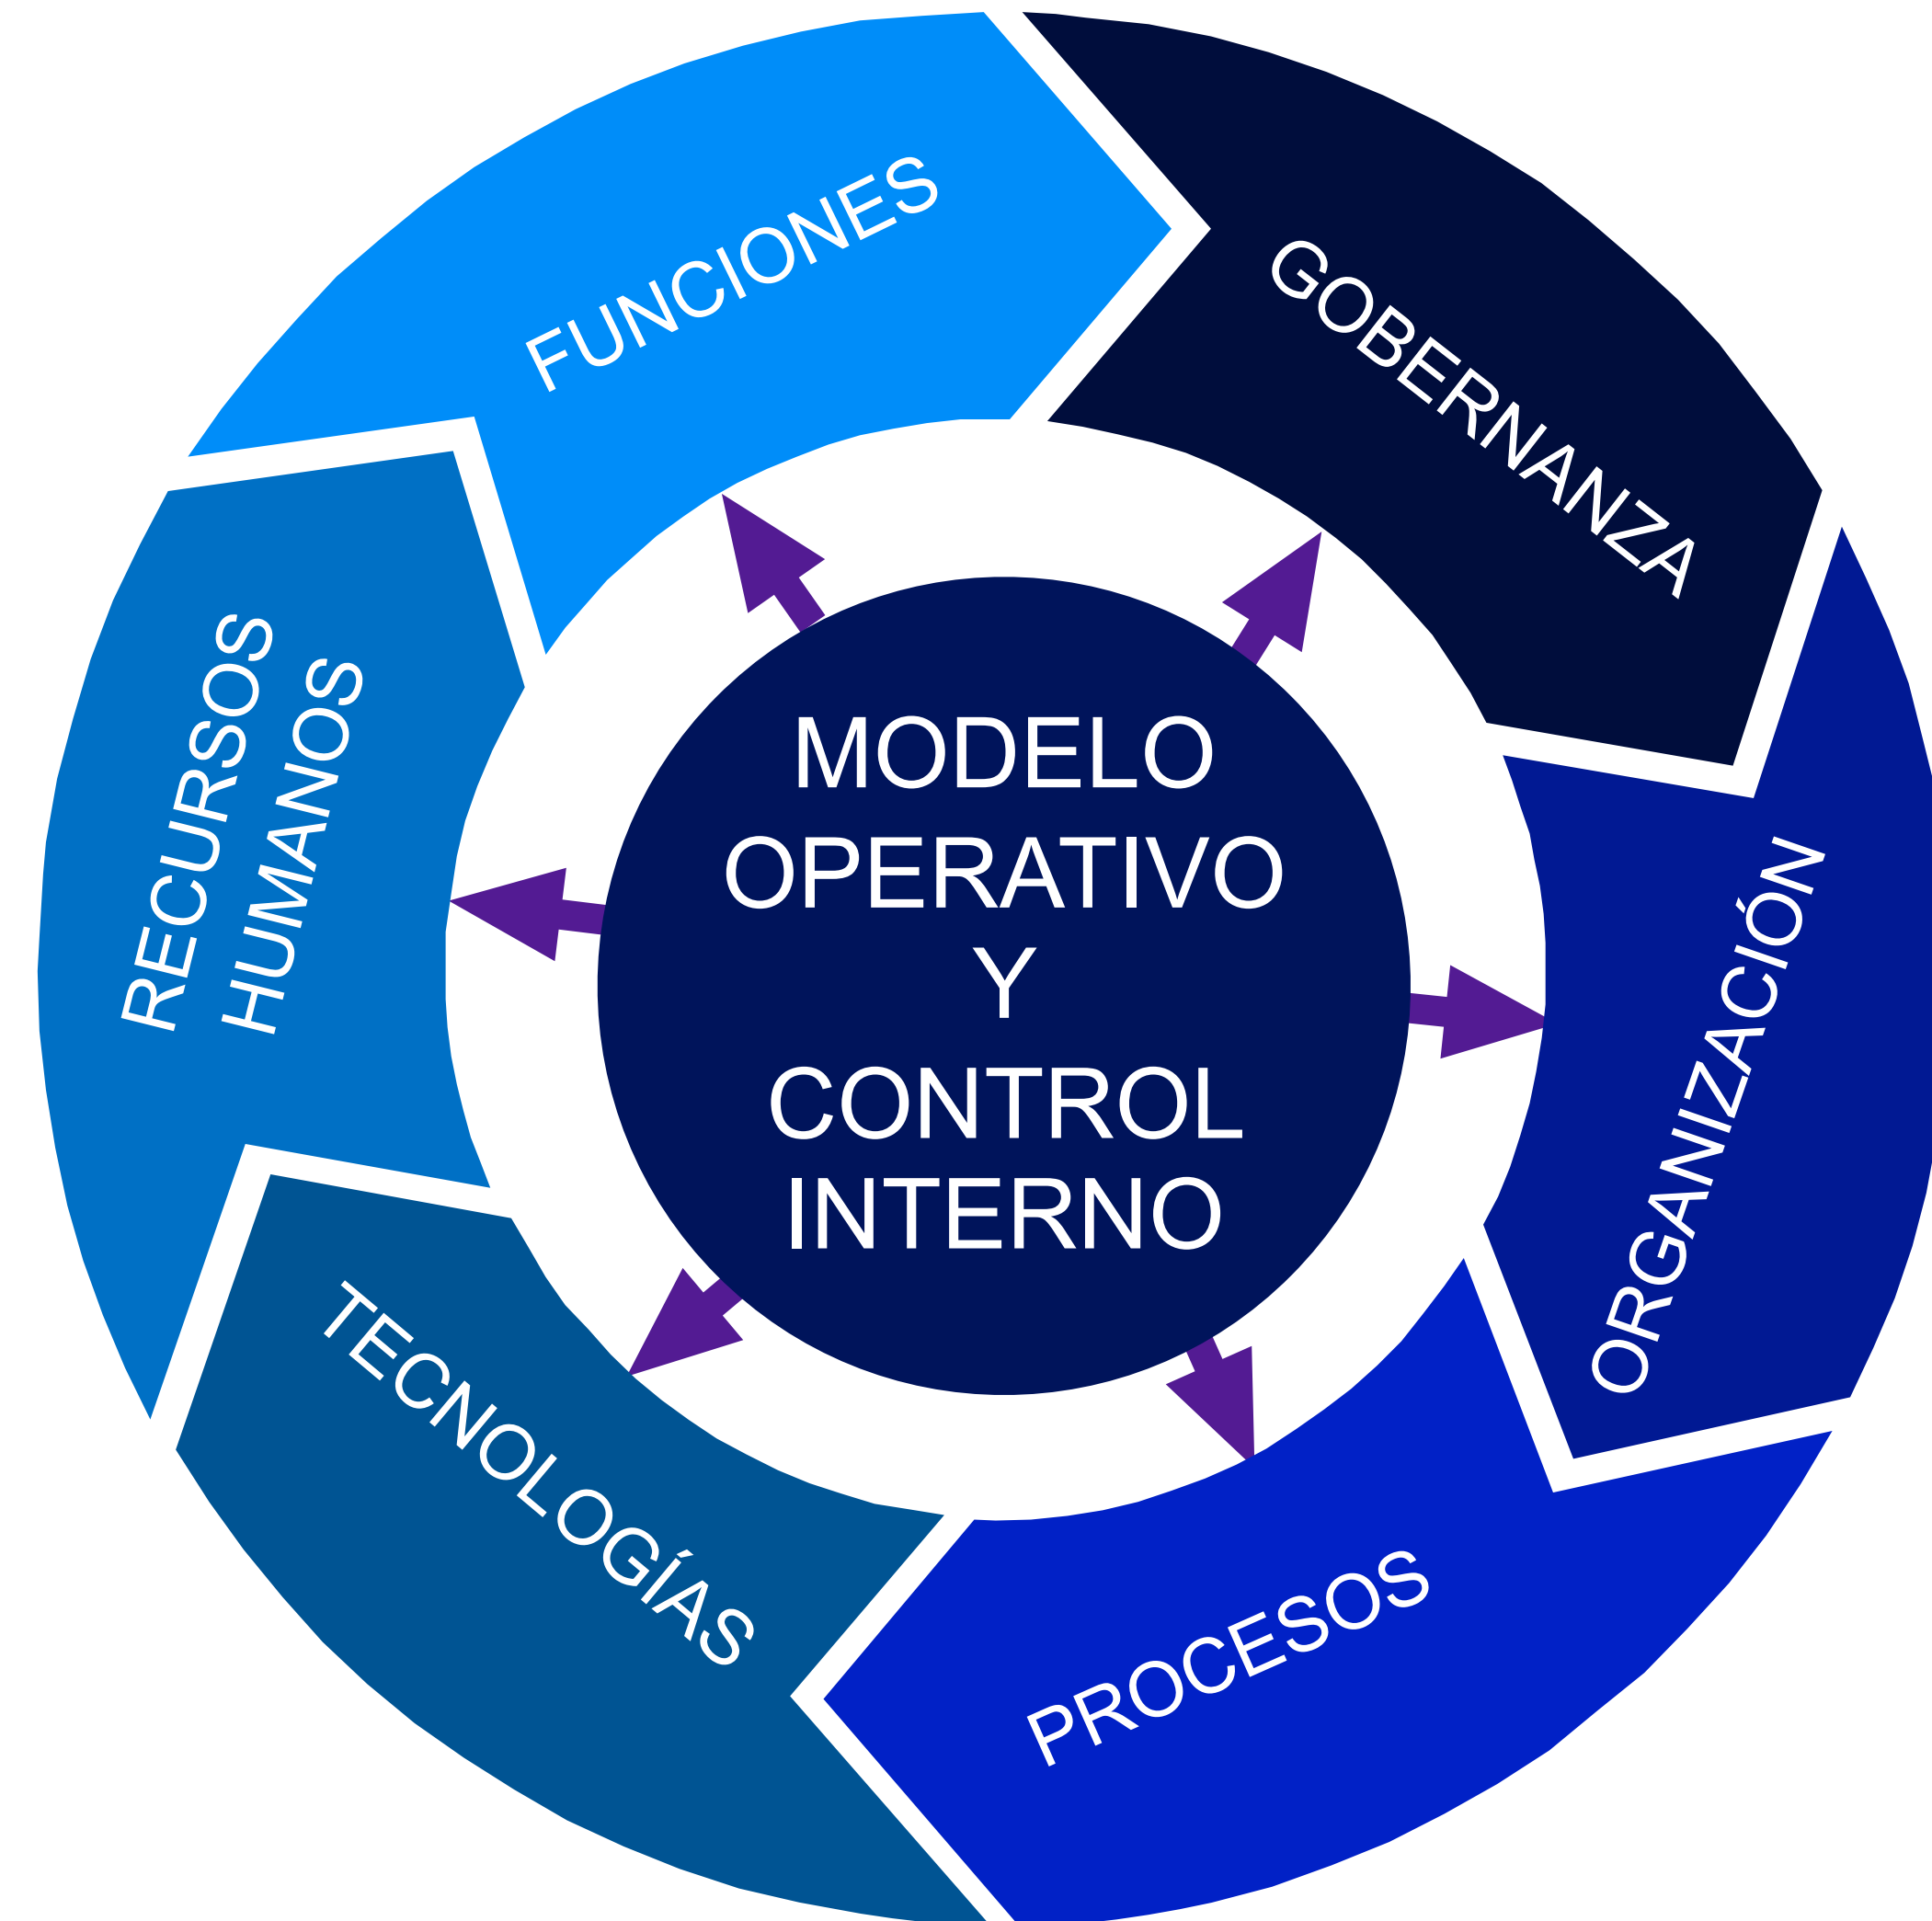 FUNCIONES
GOBERNANZA
ORGANIZACIÓN
PROCESOS
TECNOLOGÍAS
RECURSOS
HUMANOS
MODELO
OPERATIVO
Y
CONTROL
INTERNO